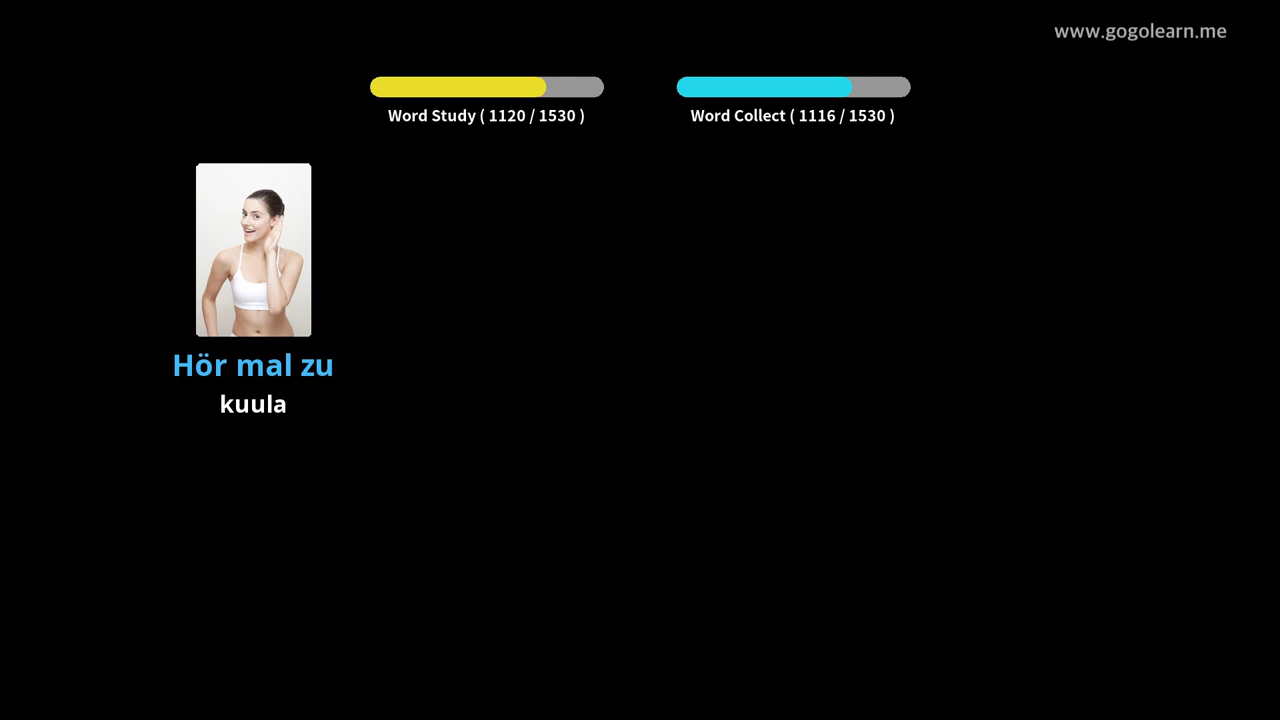 www.gogolearn.me
Word Study ( 1120 / 1530 )
Word Collect ( 1116 / 1530 )
Hör mal zu
kuula